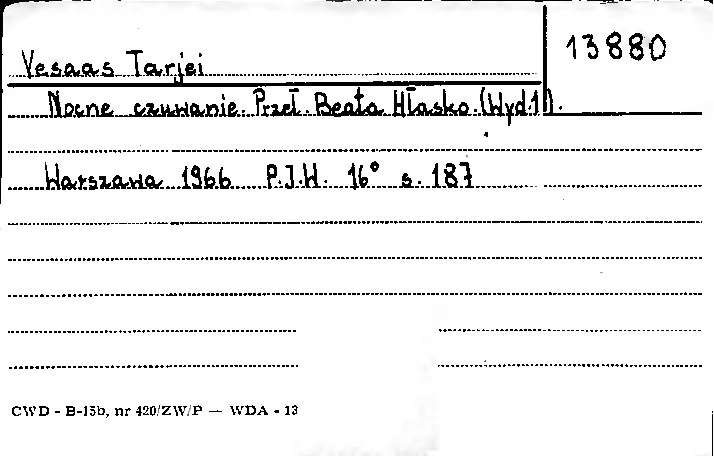 13880
Vesaas Tarjei
Nocne czuwanie. Przeł. Beata Hłasko. (Wyd. 1).
Warszawa 1966 P.I.W. 16° s. 187
CWD - B-15b, nr 420/ZW/P — WDA - 13